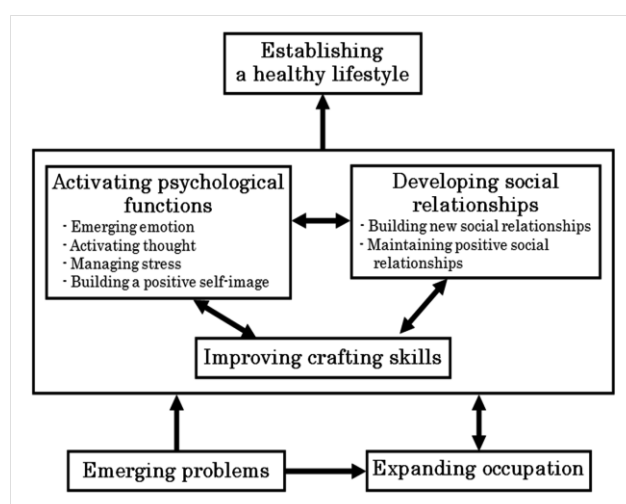 Establishing
a healthy lifestyle
Activating psychological
functions
- Emerging emotion
- Activating thought
- Managing stress
- Building a positive self-image
Developing social
relationships
- Building new social relationships
- Maintaining positive social
relationships
Improving crafting skills
Emerging problems
Expanding occupation